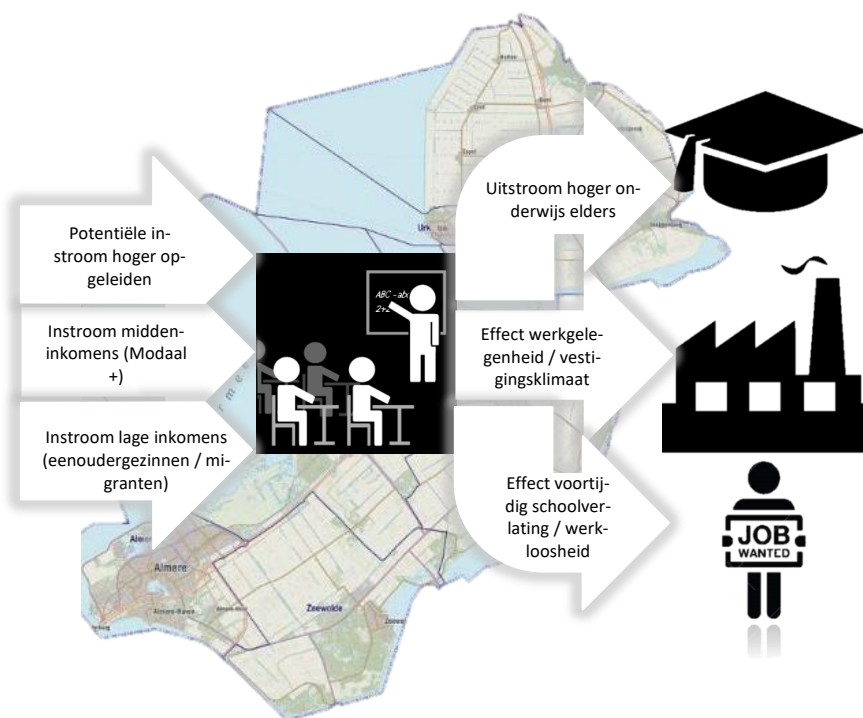 Uitstroom hoger on-
derwijs elders
Potentiële in-
stroom hoger op-
geleiden
Urk
ABC - abc
2+2
Instroom midden-
inkomens (Modaal
+)
Effect werkgele-
genheid / vesti-
gingsklimaat
Instroom lage inkomens
(eenoudergezinnen / mi-
granten)
Effect voortij-
dig schoolver-
lating / werk-
loosheid
JOB
WANTED
Almere
Almere-Haven
Zeewolde